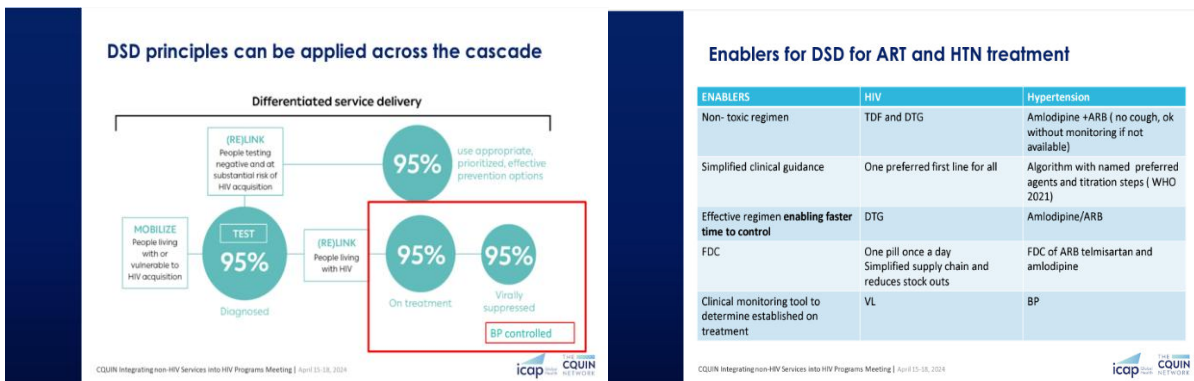 DSD principles can be applied across the cascade
Differentiated service delivery
(RE)LINK
People testing
negative and at
substantial risk of
HIV acquisition
95%
use appropriate,
prioritized, effective
prevention options
MOBILIZE
People living
with or
vulnerable to
HIV acquisition
TEST
95%
Diagnosed
(RE)LINK
People living
with HIV
95%
On treatment
95%
Virally
suppressed
BP controlled
CQUIN Integrating non-HIV Services into HIV Programs Meeting | April 15-18, 2024
icap Global Health
THE CQUIN NETWORK
Enablers for DSD for ART and HTN treatment
ENABLERS HIV Hypertension
Non- toxic regimen TDF and DTG Amlodipine +ARB ( no cough, ok
without monitoring if not
available)
Simplified clinical guidance One preferred first line for all Algorithm with named preferred
agents and titration steps ( WHO
2021)
Effective regimen enabling faster DTG Amlodipine/ARB
time to control
FDC One pill once a day FDC of ARB telmisartan and
Simplified supply chain and amlodipine
reduces stock outs
Clinical monitoring tool to VL BP
determine established on
treatment
CQUIN Integrating non-HIV Services into HIV Programs Meeting | April 15-18, 2024
icap Global Health
THE CQUIN NETWORK